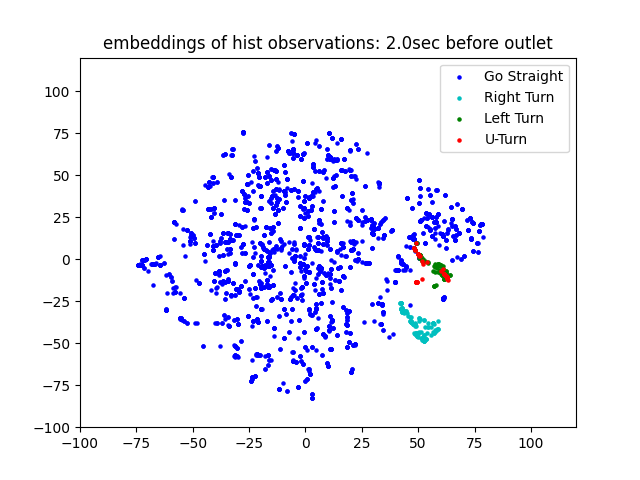 embeddings of hist observations: 2.0sec before outlet
Go Straight
Right Turn
Left Turn
U-Turn
100
75
50
25
0
−25
−50
−75
−100
−100 −75 −50 −25 0 25 50 75 100